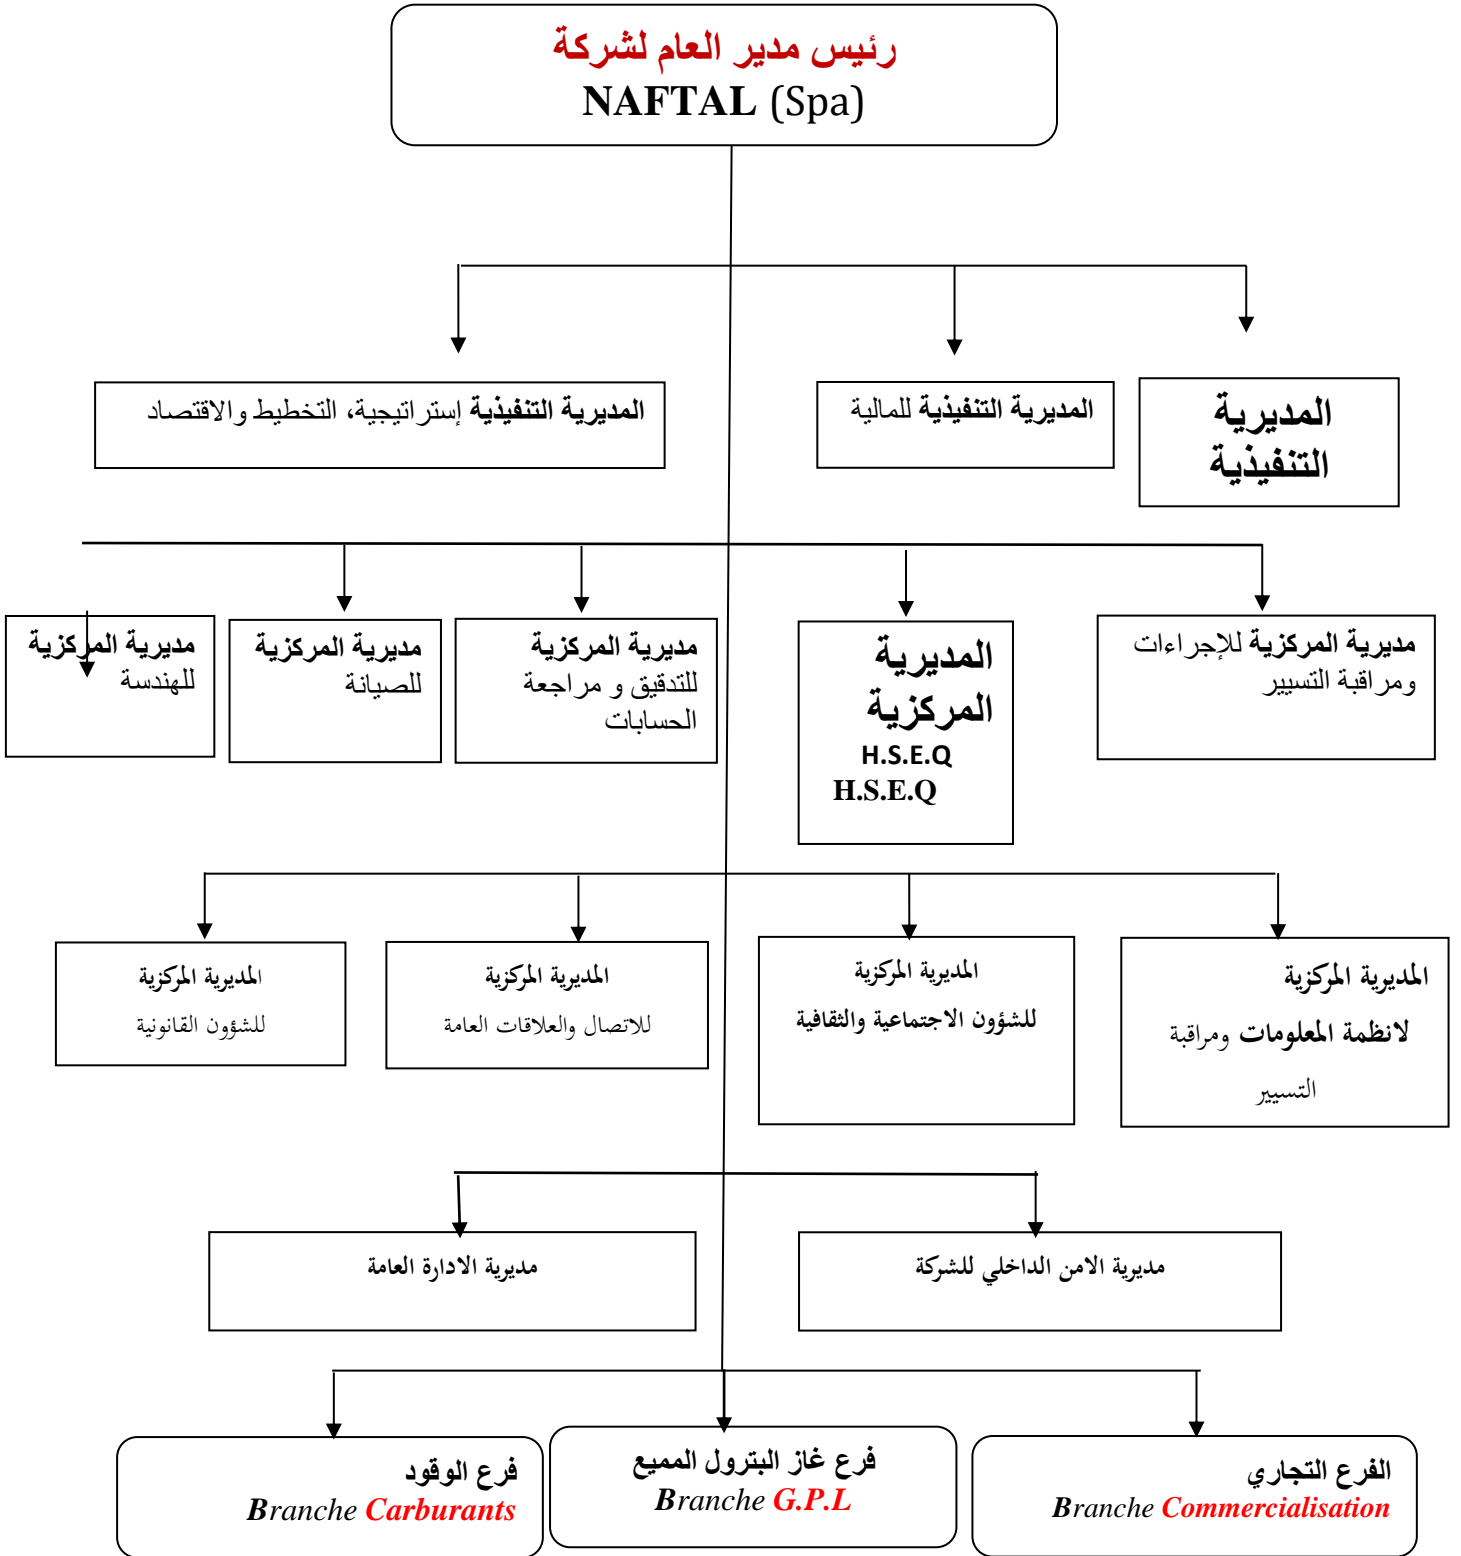 رئيس مدير العام لشركة
NAFTAL (Spa)
المديرية
التنفيذية
المديرية التنفيذية للمالية
المديرية التنفيذية إستراتيجية، التخطيط والاقتصاد
مديرية المركزية للإجراءات
ومراقبة التسيير
المديرية
المركزية
H.S.E.Q
H.S.E.Q
مديرية المركزية
للتدقيق و مراجعة
الحسابات
مديرية المركزية
للصيانة
مديرية المركزية
للهندسة
المديرية المركزية
لانظمة المعلومات ومراقبة
التسيير
المديرية المركزية
للشؤون الاجتماعية والثقافية
المديرية المركزية
للاتصال والعلاقات العامة
المديرية المركزية
للشؤون القانونية
مديرية الامن الداخلي للشركة
مديرية الادارة العامة
الفرع التجاري
Branche Commercialisation
فرع غاز البترول المميع
Branche G.P.L
فرع الوقود
Branche Carburants